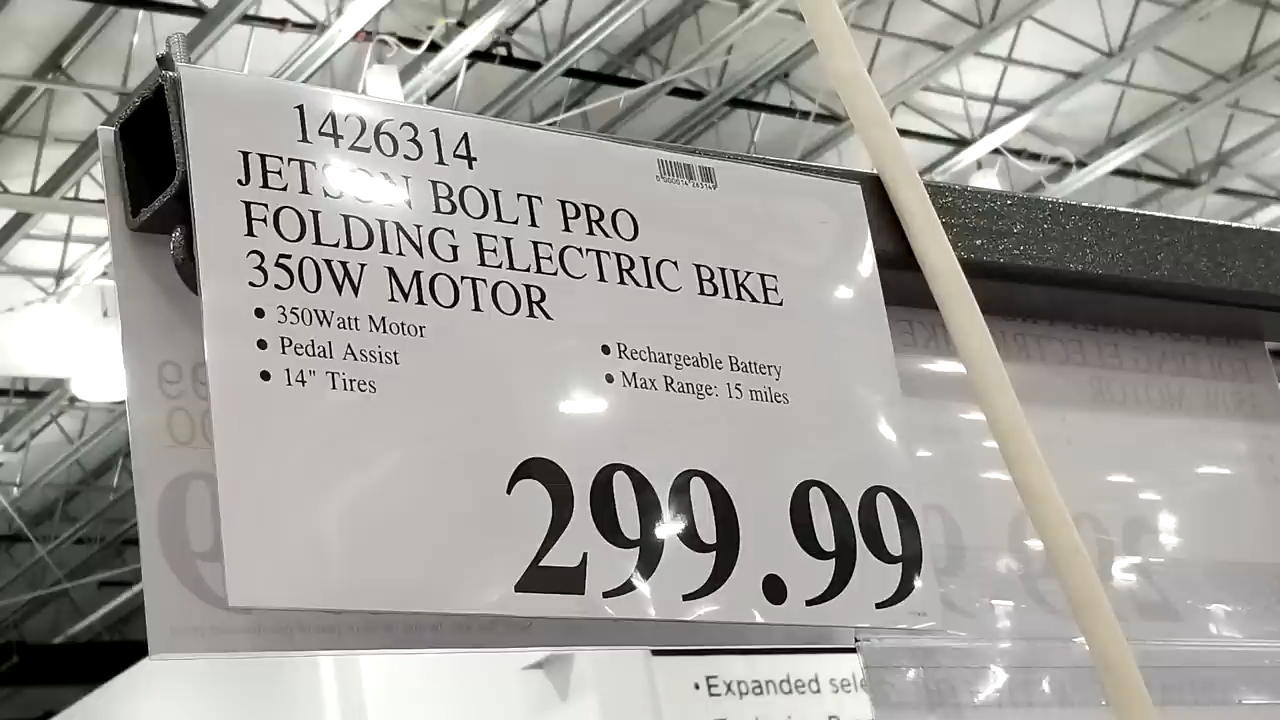 1426314
JETSON BOLT PRO
FOLDING ELECTRIC BIKE
350W MOTOR
• 350Watt Motor
• Pedal Assist
• 14" Tires
• Rechargeable Battery
• Max Range: 15 miles
299.99
• Expanded sele